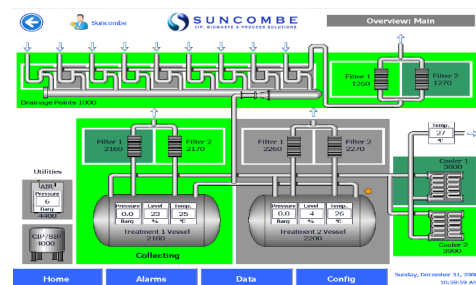 Suncombe
SUNCOMBE
CIP, BIOWASTE & PROCESS SOLUTIONS
Overview: Main
Filter 1
1260
Filter 2
1270
Drainage Points 1000
Temp.
27
°C
Filter 1
2160
Filter 2
2170
Filter 1
2260
Filter 2
2270
Cooler 1
3800
Utilities
AIR
Pressure
6
Barg
4400
Pressure Level Temp.
0.0 23 25
Barg % °C
Treatment 1 Vessel
2100
Pressure Level Temp.
0.0 4 26
Barg % °C
Treatment 2 Vessel
2200
CIP/SIP
4000
Cooler 2
3900
Collecting
Home Alarms Data Config
Sunday, December 31,
10:59:59